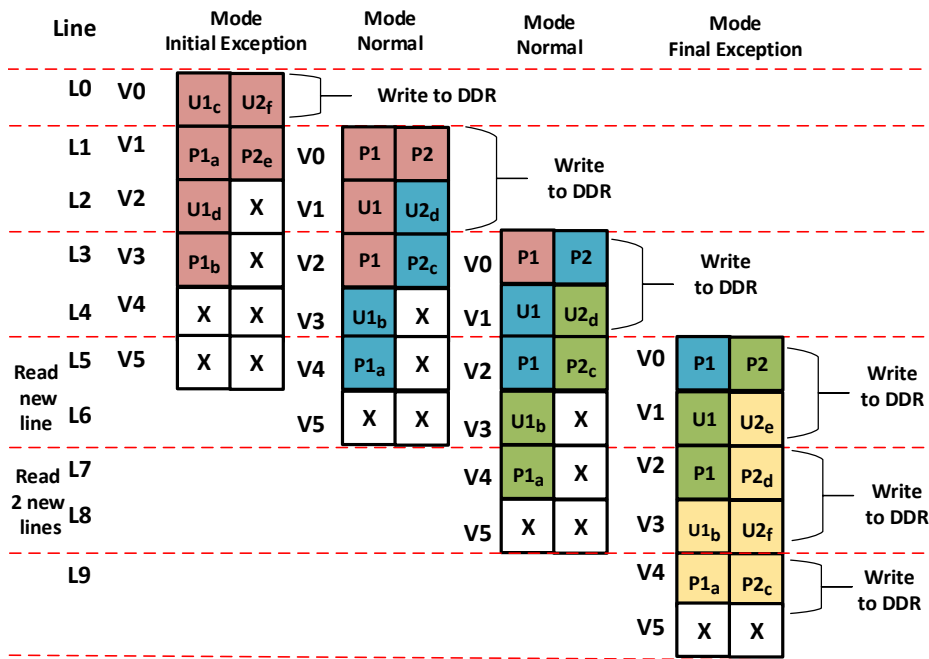 Line
Mode
Initial Exception
Mode
Normal
Mode
Normal
Mode
Final Exception
L0 V0 U1c U2f Write to DDR
L1 V1 P1a P2e V0 P1 P2
Write
to DDR
L2 V2 U1d X V1 U1 U2d
L3 V3 P1b X V2 P1 P2c V0 P1 P2
Write
to DDR
L4 V4 X X V3 U1b X V1 U1 U2d
L5 V5 X X V4 P1a X V2 P1 P2c V0 P1 P2
Read
new
line
Write
to DDR
L6 V5 X X V3 U1b X V1 U1 U2e
L7 V4 P1a X V2 P1 P2d
Read
2 new
lines
Write
to DDR
L8 V5 X X V3 U1b U2f
L9 V4 P1a P2c
Write
to DDR
V5 X X